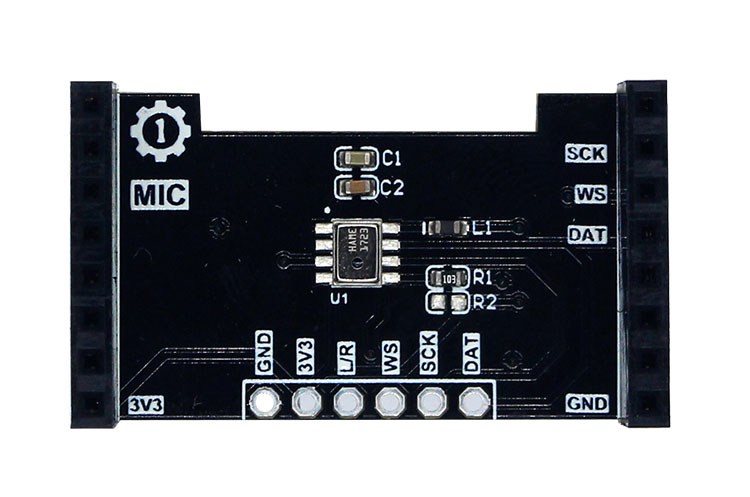 1
MIC
C1
C2
SCK
WS
DAT
HAME
1723
L1
U1
103
R1
R2
GND
3V3
L/R
WS
SCK
DAT
3V3
GND